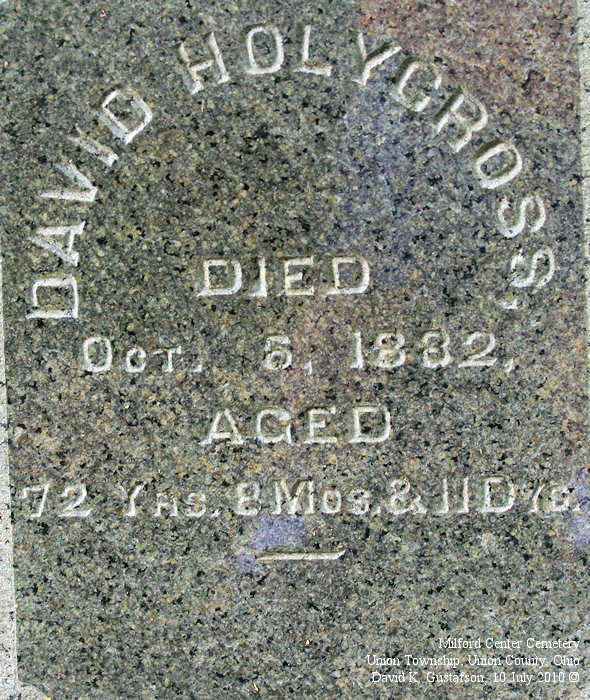 DAVID HOLYCROSS,
DIED
OCT. 5, 1882,
AGED
72 YRS. 8 MOS. & 11 DYS.
Milford Center Cemetery
Union Township, Union County, Ohio
David K. Gustafson, 10 July 2010 ©